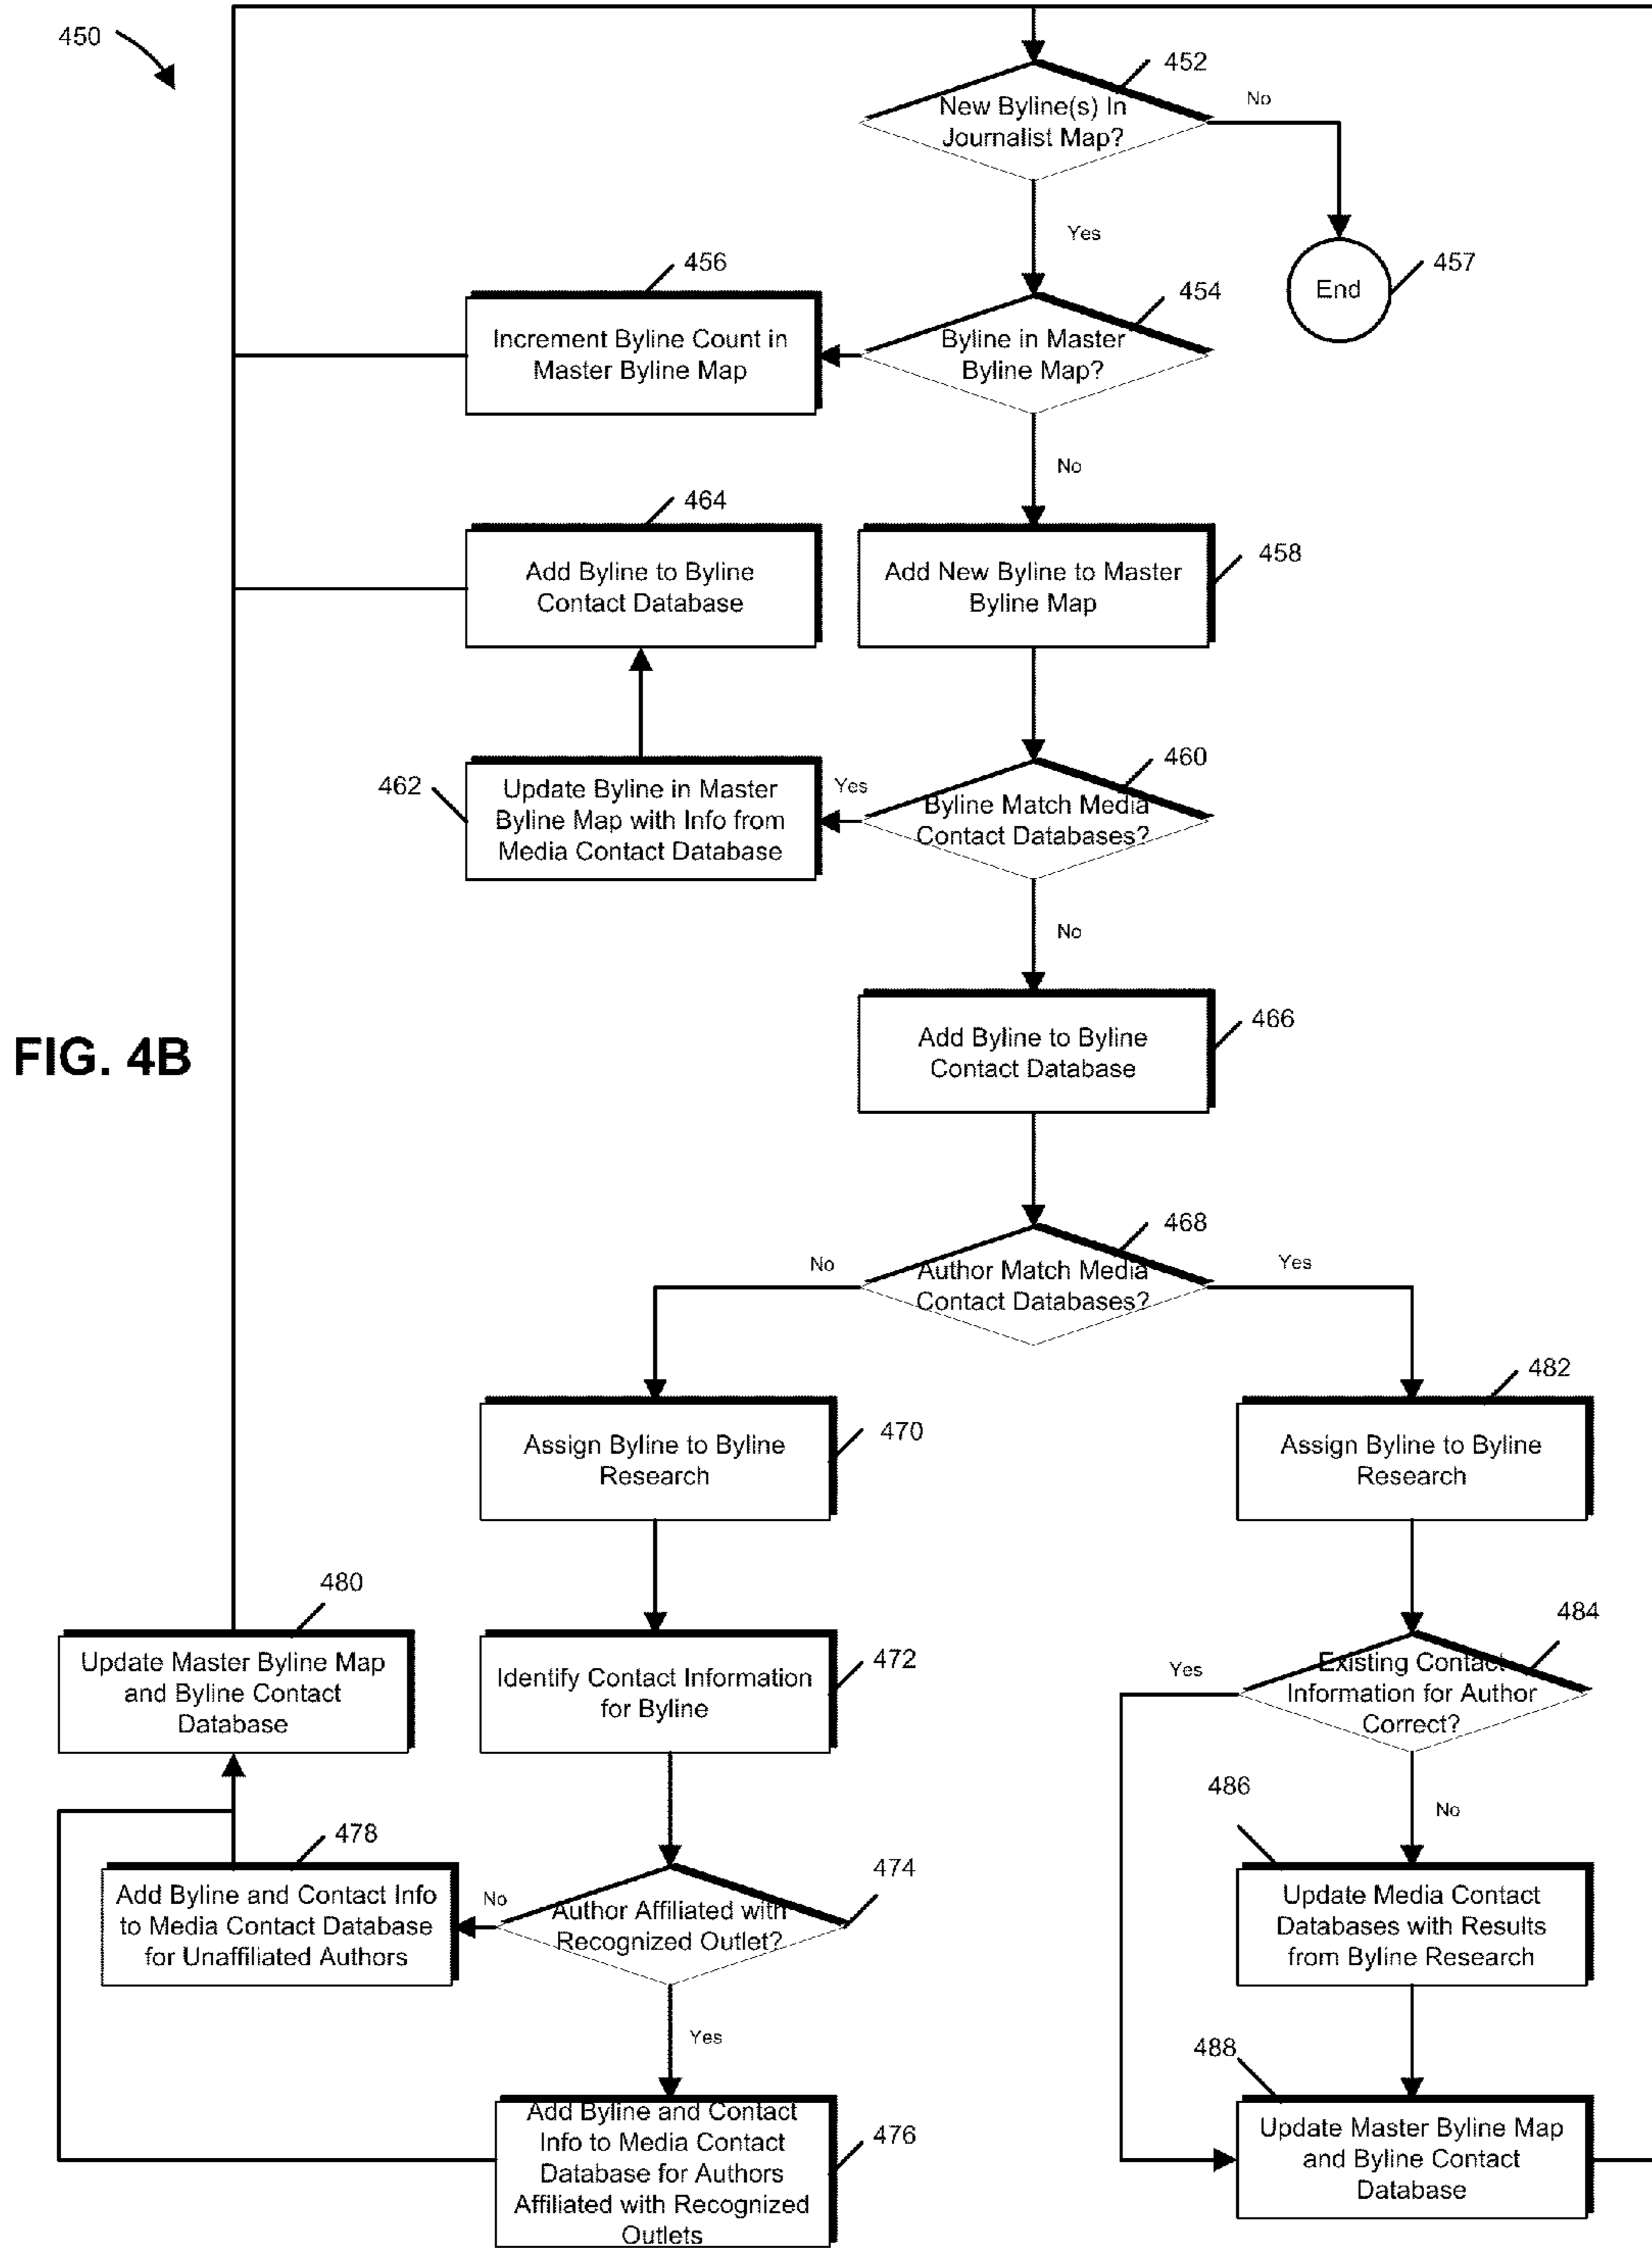 450
452
New Byline(s) In
Journalist Map?
No
Yes
456
454
457
End
Increment Byline Count in
Master Byline Map
Byline in Master
Byline Map?
No
464
458
Add Byline to Byline
Contact Database
Add New Byline to Master
Byline Map
460
462
Update Byline in Master
Byline Map with Info from
Media Contact Database
Yes
Byline Match Media
Contact Databases?
No
466
FIG. 4B
Add Byline to Byline
Contact Database
468
No
Author Match Media
Contact Databases?
Yes
482
470
Assign Byline to Byline
Research
Assign Byline to Byline
Research
480
484
Update Master Byline Map
and Byline Contact
Database
472
Identify Contact Information
for Byline
Yes
Existing Contact
Information for Author
Correct?
486
No
478
474
Add Byline and Contact Info
to Media Contact Database
for Unaffiliated Authors
No
Author Affiliated with
Recognized Outlet?
Update Media Contact
Databases with Results
from Byline Research
Yes
488
476
Add Byline and Contact
Info to Media Contact
Database for Authors
Affiliated with Recognized
Outlets
Update Master Byline Map
and Byline Contact
Database